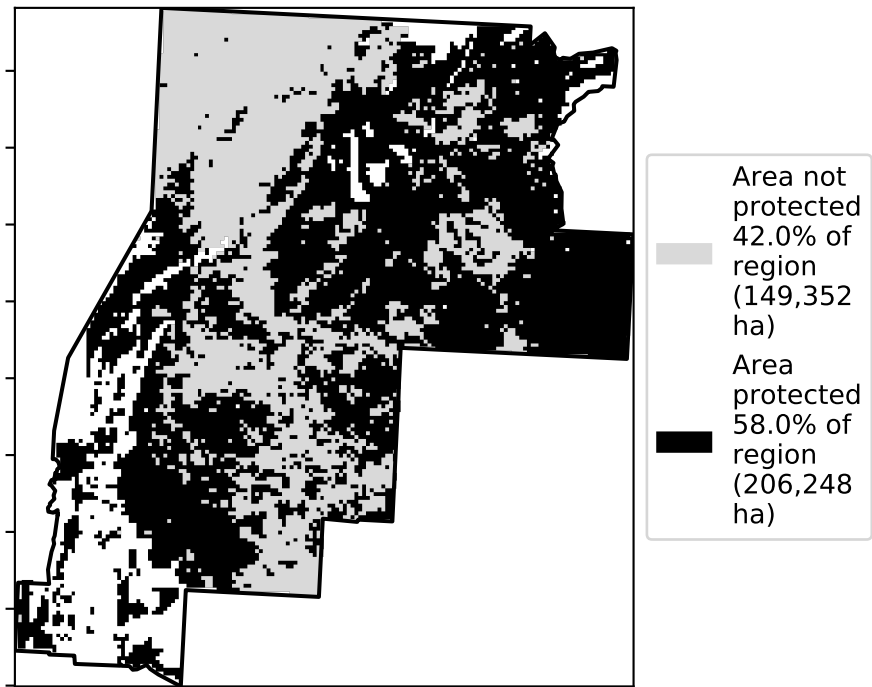 Area not
protected
42.0% of
region
(149,352
ha)
Area
protected
58.0% of
region
(206,248
ha)